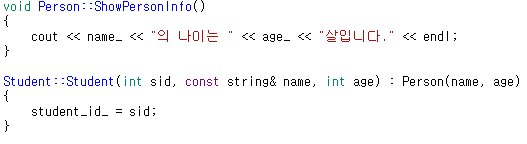 void Person::ShowPersonInfo()
{
    cout << name_ << "의 나이는 " << age_ << "살입니다." << endl;
}

Student::Student(int sid, const string& name, int age) : Person(name, age)
{
    student_id_ = sid;
}